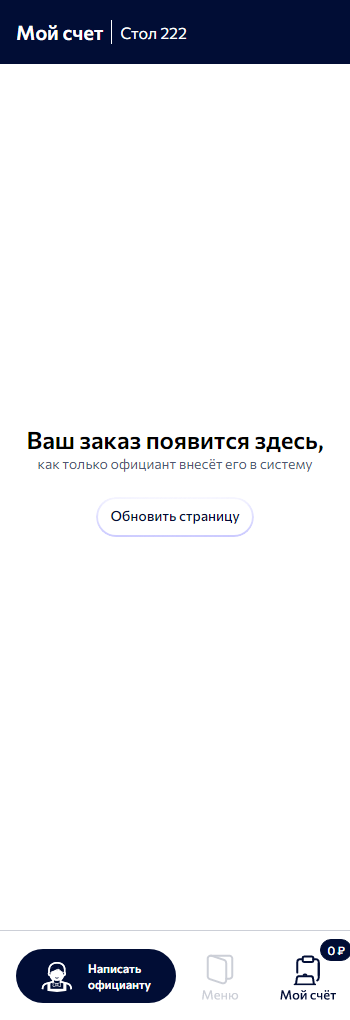 Мой счет Стол 222
Ваш заказ появится здесь,
как только официант внесёт его в систему
Обновить страницу
0 ₽
Написать
официанту
Меню
Мой счёт